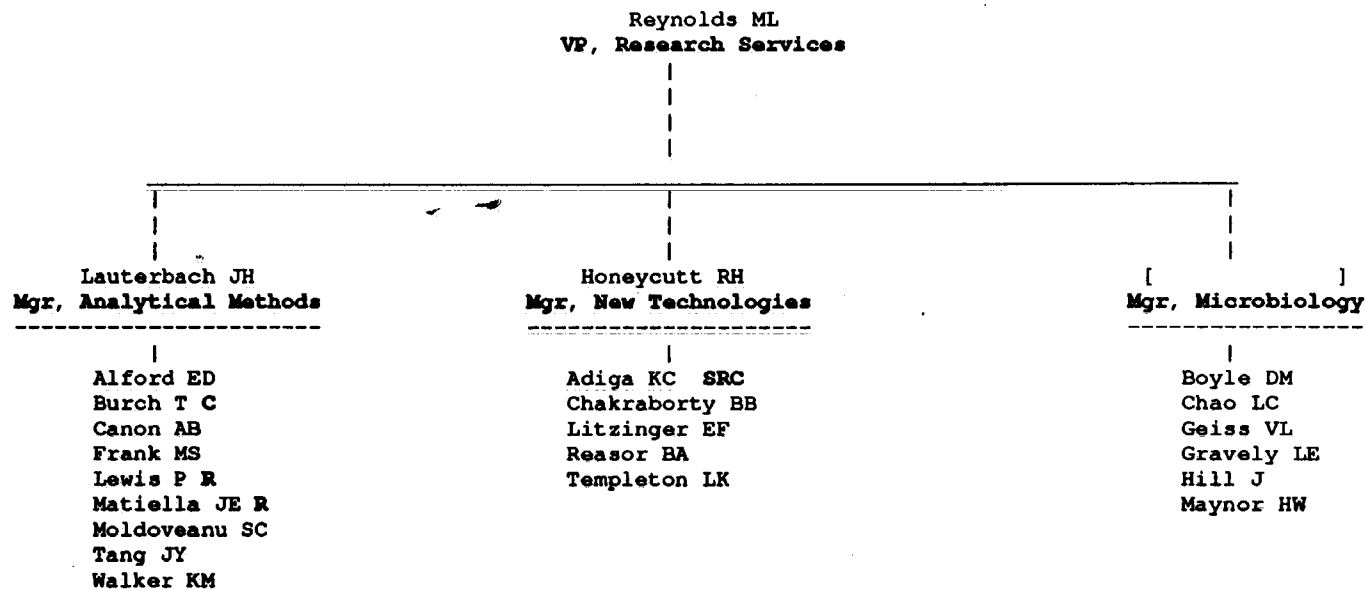 Reynolds ML
VP, Research Services
Lauterbach JH
Mgr, Analytical Methods
Alford ED
Burch T C
Canon AB
Frank MS
Lewis P R
Matiella JE R
Moldoveanu SC
Tang JY
Walker KM
Honeycutt RH
Mgr, New Technologies
Adiga KC SRC
Chakraborty BB
Litzinger EF
Reasor BA
Templeton LK
[ ]
Mgr, Microbiology
Boyle DM
Chao LC
Geiss VL
Gravely LE
Hill J
Maynor HW